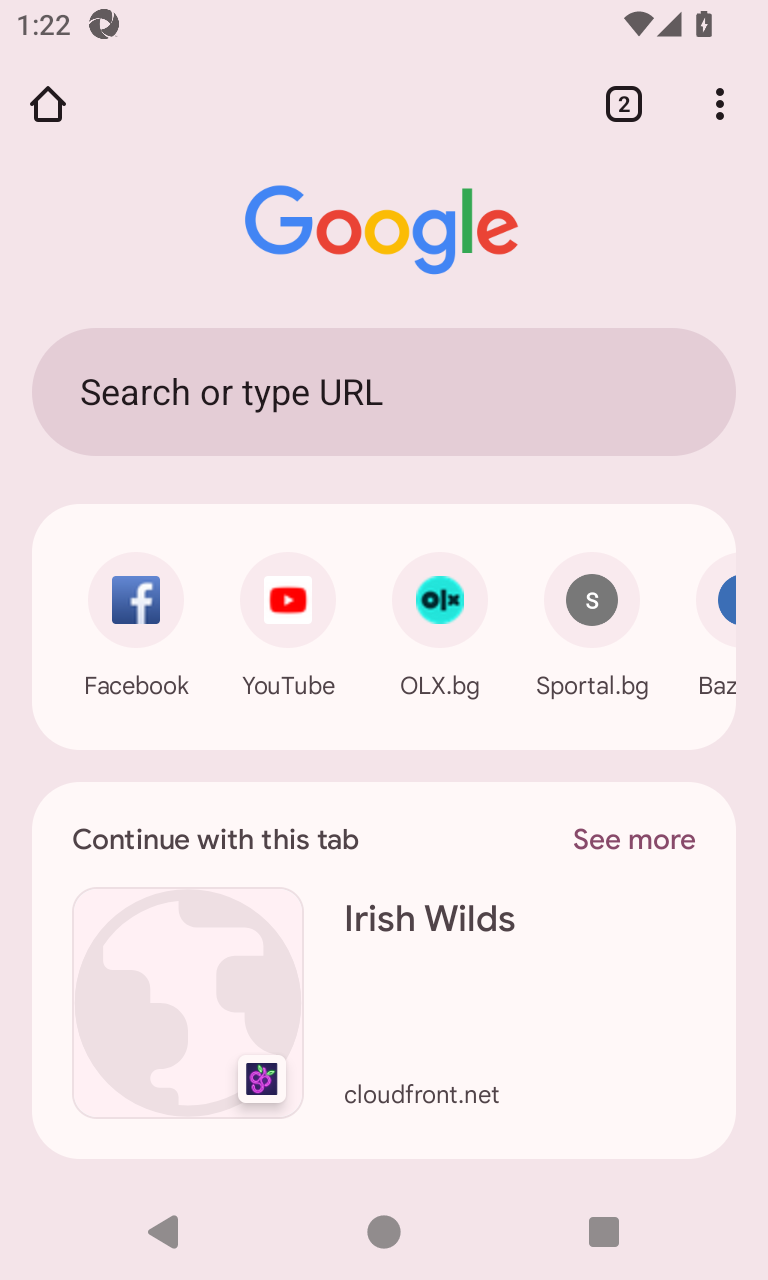 1:22
2
Google
Search or type URL
S
Facebook
YouTube
OLX.bg
Sportal.bg
Baz
Continue with this tab
See more
Irish Wilds
cloudfront.net